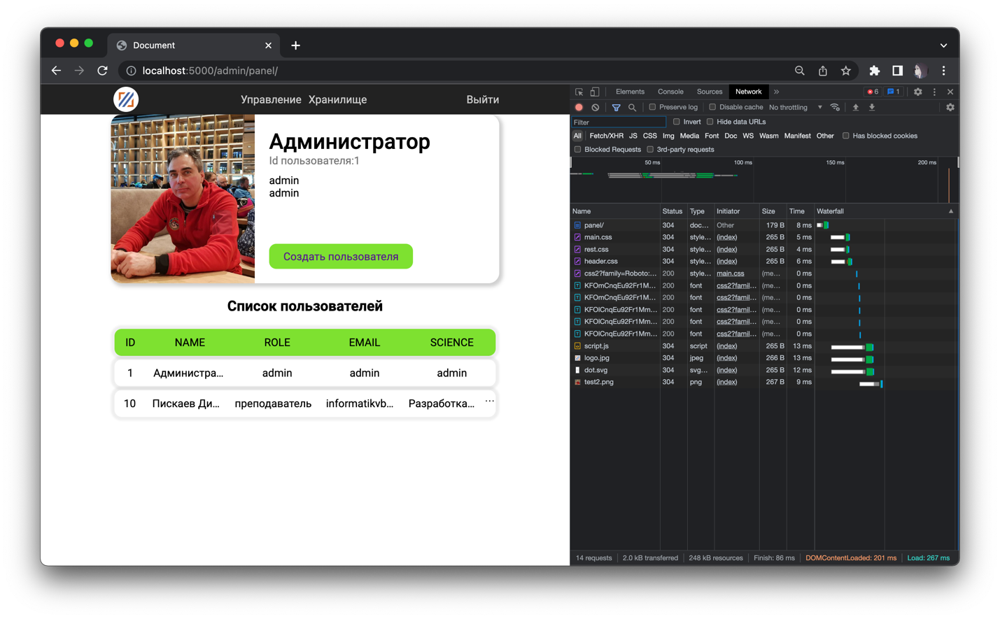 Document
localhost:5000/admin/panel/
Управление Хранилище Выйти
Администратор
Id пользователя:1
admin
admin
Создать пользователя
Список пользователей
ID NAME ROLE EMAIL SCIENCE
1 Администра... admin admin admin
10 Пискаев Ди... преподаватель informatikvb... Разработка... ...
Elements Console Sources Network » 6 1
Preserve log Disable cache No throttling
Filter Invert Hide data URLs
All Fetch/XHR JS CSS Img Media Font Doc WS Wasm Manifest Other Has blocked cookies
Blocked Requests 3rd-party requests
50 ms 100 ms 150 ms 200 ms
Name Status Type Initiator Size Time Waterfall
panel/ 304 doc... Other 179 B 8 ms
main.css 304 style... (index) 265 B 5 ms
rest.css 304 style... (index) 265 B 4 ms
header.css 304 style... (index) 265 B 6 ms
css2?family=Roboto:... 200 style... main.css (me... 0 ms
KFOmCnqEu92Fr1M... 200 font css2?famil... (me... 0 ms
KFOmCnqEu92Fr1M... 200 font css2?famil... (me... 0 ms
KFOlCnqEu92Fr1Mm... 200 font css2?famil... (me... 0 ms
KFOlCnqEu92Fr1Mm... 200 font css2?famil... (me... 0 ms
KFOlCnqEu92Fr1Mm... 200 font css2?famil... (me... 0 ms
script.js 304 script (index) 265 B 13 ms
logo.jpg 304 jpeg (index) 266 B 13 ms
dot.svg 304 svg... (index) 265 B 12 ms
test2.png 304 png (index) 267 B 9 ms
14 requests 2.0 kB transferred 248 kB resources Finish: 86 ms DOMContentLoaded: 201 ms Load: 267 ms